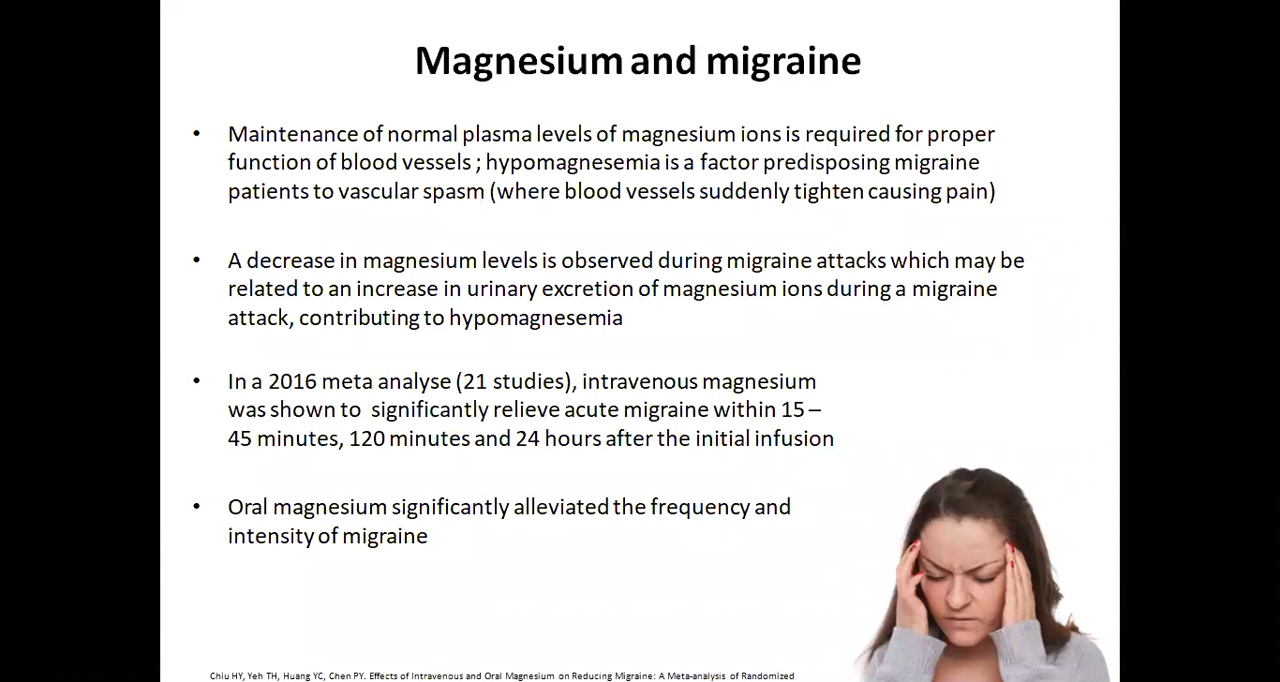 Magnesium and migraine
• Maintenance of normal plasma levels of magnesium ions is required for proper
function of blood vessels ; hypomagnesemia is a factor predisposing migraine
patients to vascular spasm (where blood vessels suddenly tighten causing pain)
• A decrease in magnesium levels is observed during migraine attacks which may be
related to an increase in urinary excretion of magnesium ions during a migraine
attack, contributing to hypomagnesemia
• In a 2016 meta analyse (21 studies), intravenous magnesium
was shown to  significantly relieve acute migraine within 15 –
45 minutes, 120 minutes and 24 hours after the initial infusion
• Oral magnesium significantly alleviated the frequency and
intensity of migraine
Chiu HY, Yeh TH, Huang YC, Chen PY. Effects of Intravenous and Oral Magnesium on Reducing Migraine: A Meta-analysis of Randomized